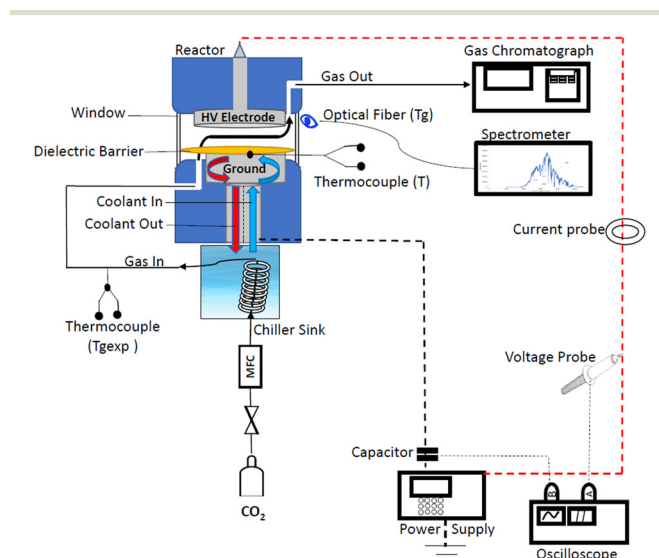 Reactor
Gas Chromatograph
Gas Out
Window
HV Electrode
Optical Fiber (Tg)
Spectrometer
Dielectric Barrier
Ground
Thermocouple (T)
Coolant In
Coolant Out
Current probe
Gas In
Thermocouple
(Tgexp )
Chiller Sink
MFC
Voltage Probe
Capacitor
CO2
B
A
Power Supply
Oscilloscope